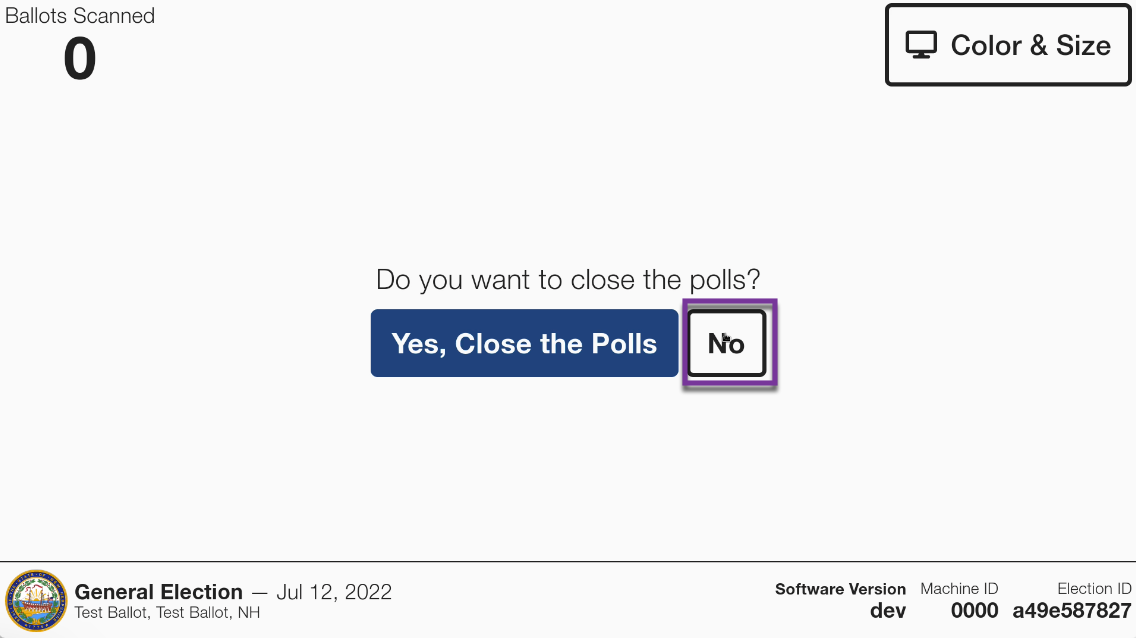 Ballots Scanned
0
Color & Size
Do you want to close the polls?
Yes, Close the Polls
No
General Election — Jul 12, 2022
Test Ballot, Test Ballot, NH
Software Version
dev
Machine ID
0000
Election ID
a49e587827